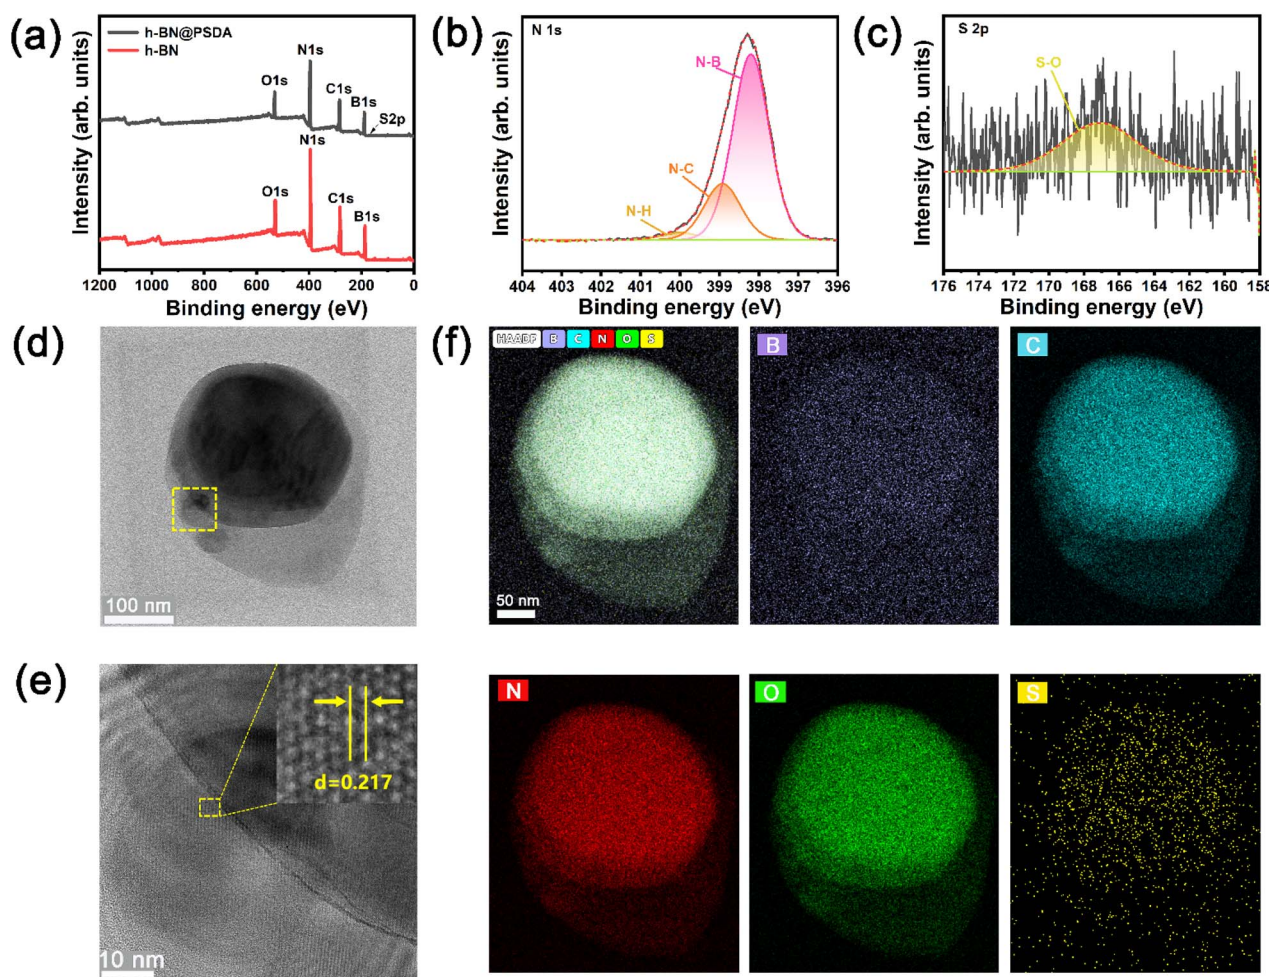 (a)
Intensity (arb. units)
h-BN@PSDA
h-BN
N1s
O1s
C1s
B1s
S2p
N1s
O1s
C1s
B1s
1200 1000 800 600 400 200 0
Binding energy (eV)
(b)
Intensity (arb. units)
N 1s
N-B
N-C
N-H
404 403 402 401 400 399 398 397 396
Binding energy (eV)
(c)
Intensity (arb. units)
S 2p
S-O
176 174 172 170 168 166 164 162 160 158
Binding energy (eV)
(d)
100 nm
(f)
HAADF B C N O S
50 nm
B
C
(e)
d=0.217
10 nm
N
O
S